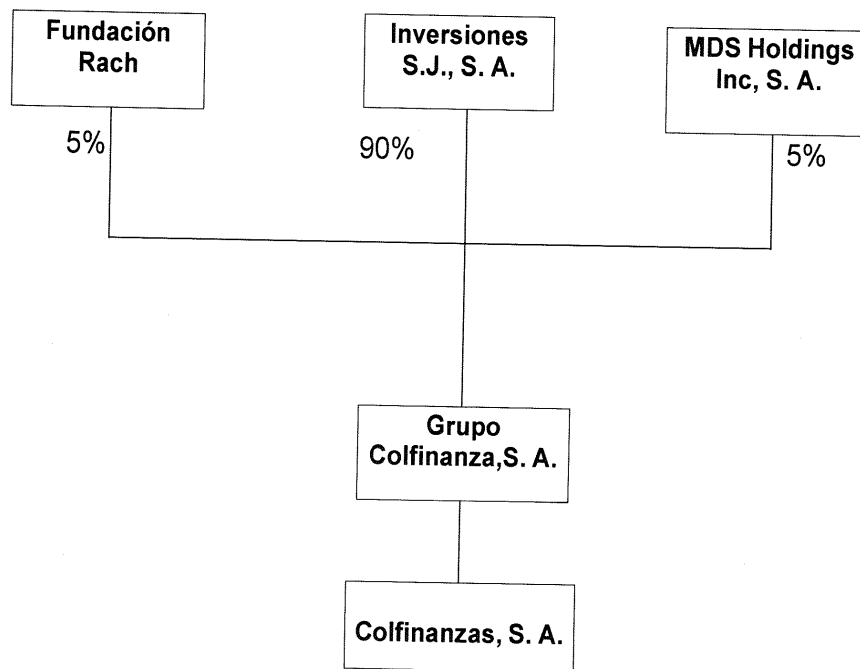 Fundación
Rach
Inversiones
S.J., S. A.
MDS Holdings
Inc, S. A.
5%
90%
5%
Grupo
Colfinanza,S. A.
Colfinanzas, S. A.